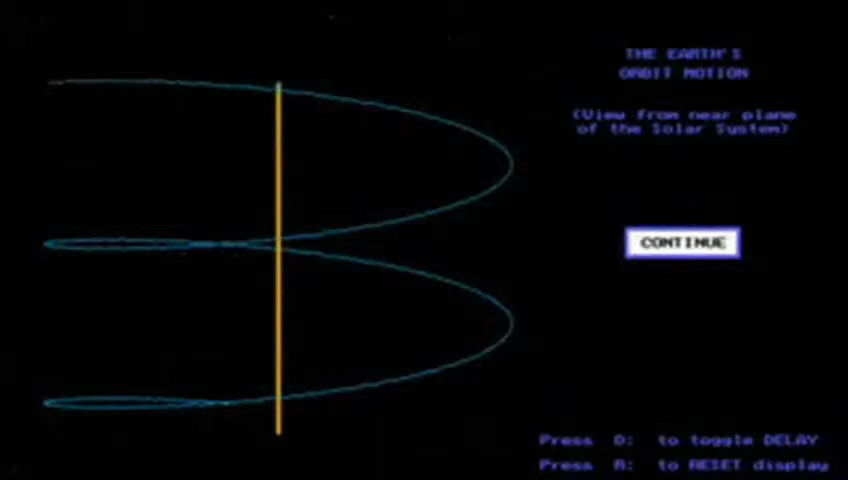 THE EARTH'S
ORBIT MOTION
(View from near plane
of the Solar System)
CONTINUE
Press D: to toggle DELAY
Press R: to RESET display